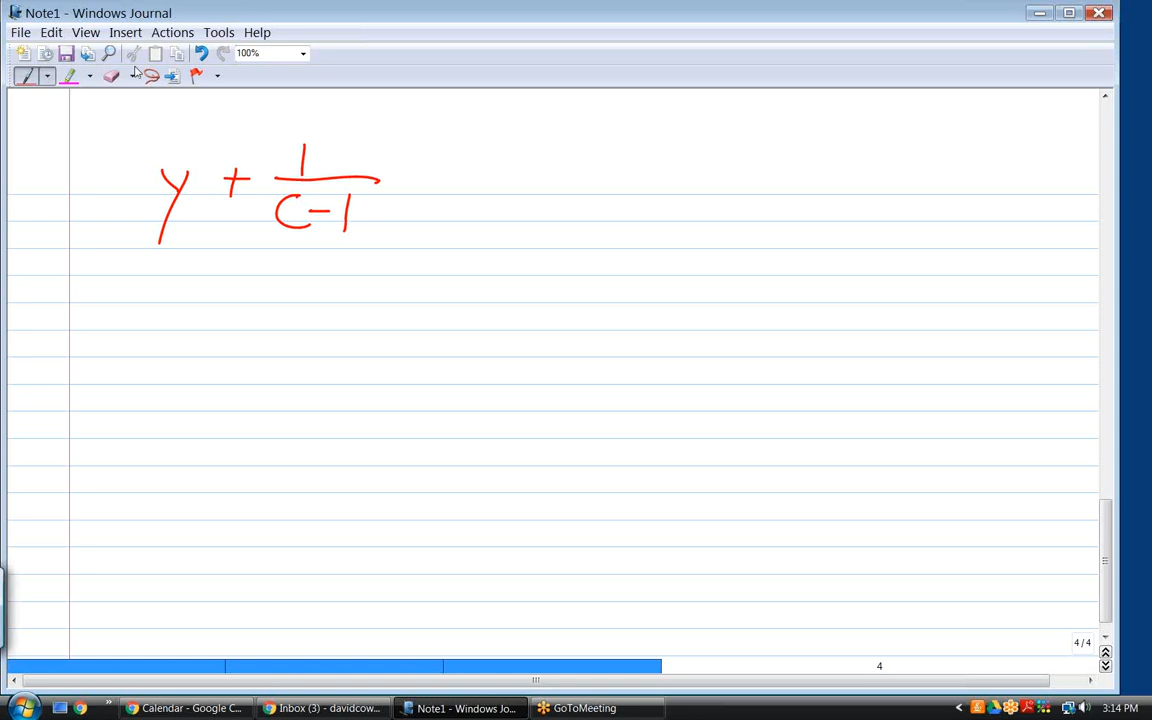 Note1 - Windows Journal
File Edit View Insert Actions Tools Help
100%
y + 1/(C-1)
4 / 4
4
Calendar - Google C... Inbox (3) - davidcow... Note1 - Windows Jo... GoToMeeting 3:14 PM